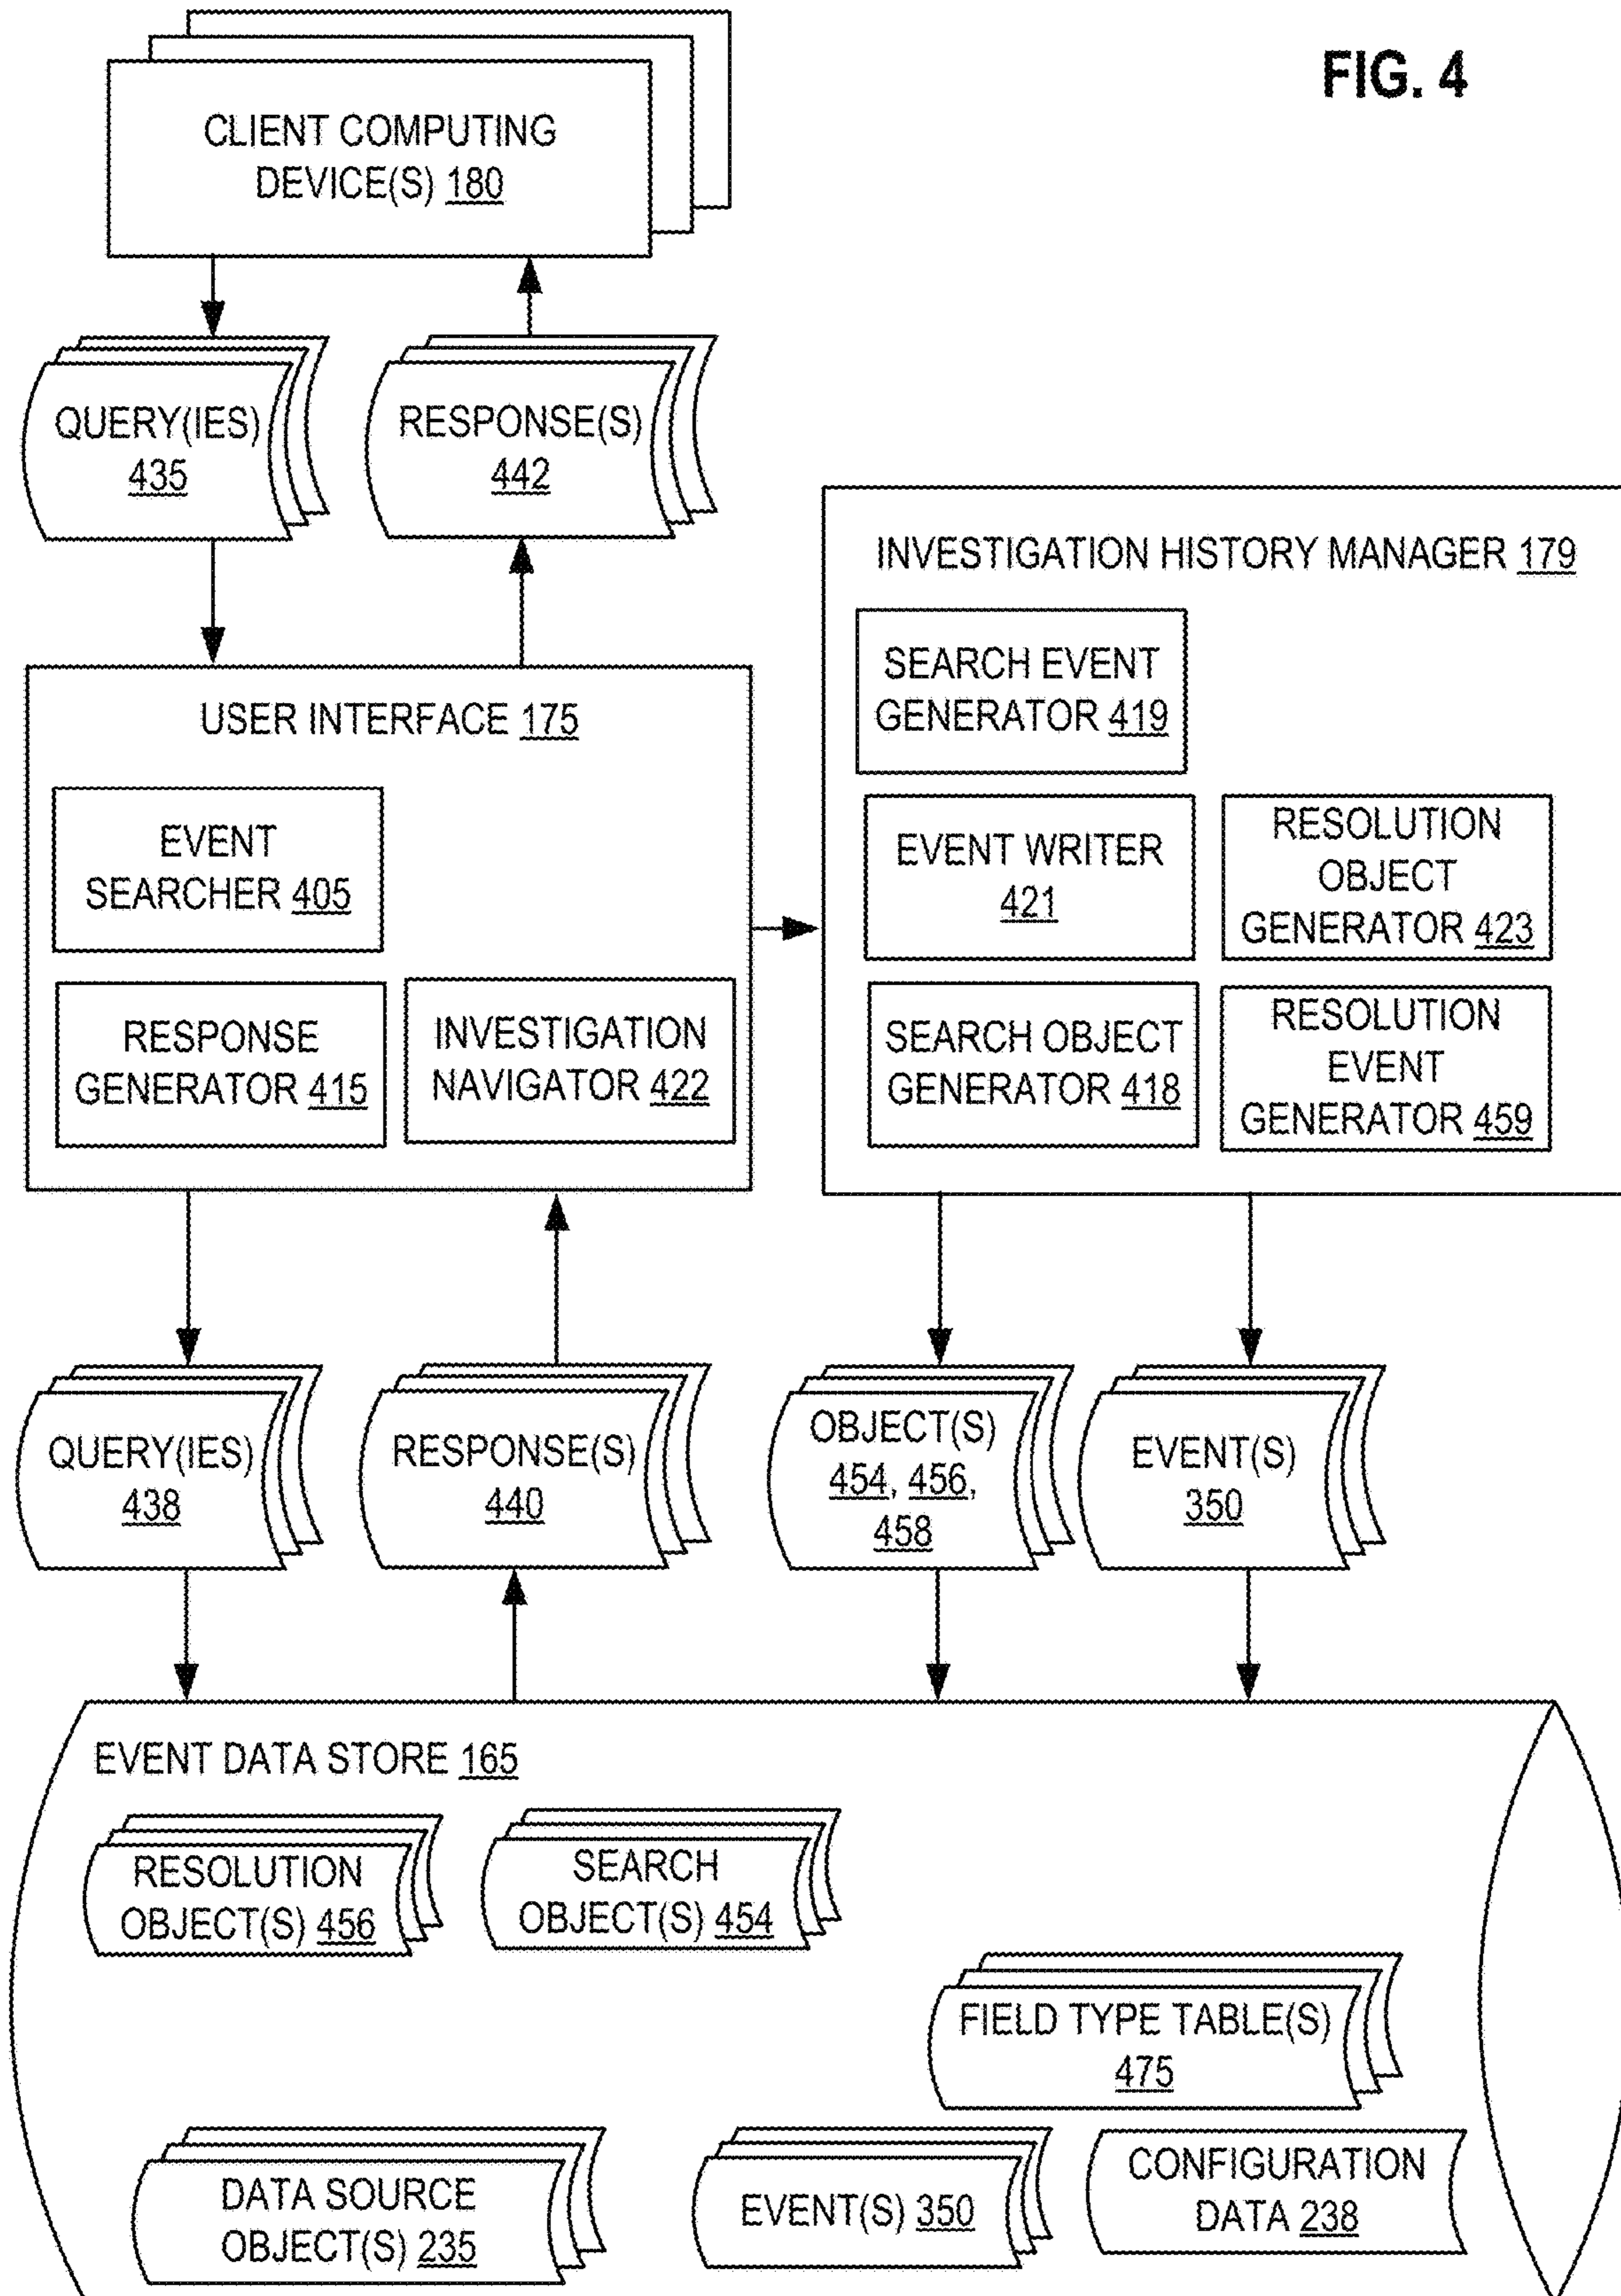 FIG. 4
CLIENT COMPUTING
DEVICE(S) 180
QUERY(IES)
435
RESPONSE(S)
442
USER INTERFACE 175
EVENT
SEARCHER 405
RESPONSE
GENERATOR 415
INVESTIGATION
NAVIGATOR 422
INVESTIGATION HISTORY MANAGER 179
SEARCH EVENT
GENERATOR 419
EVENT WRITER
421
RESOLUTION
OBJECT
GENERATOR 423
SEARCH OBJECT
GENERATOR 418
RESOLUTION
EVENT
GENERATOR 459
QUERY(IES)
438
RESPONSE(S)
440
OBJECT(S)
454, 456,
458
EVENT(S)
350
EVENT DATA STORE 165
RESOLUTION
OBJECT(S) 456
SEARCH
OBJECT(S) 454
FIELD TYPE TABLE(S)
475
DATA SOURCE
OBJECT(S) 235
EVENT(S) 350
CONFIGURATION
DATA 238